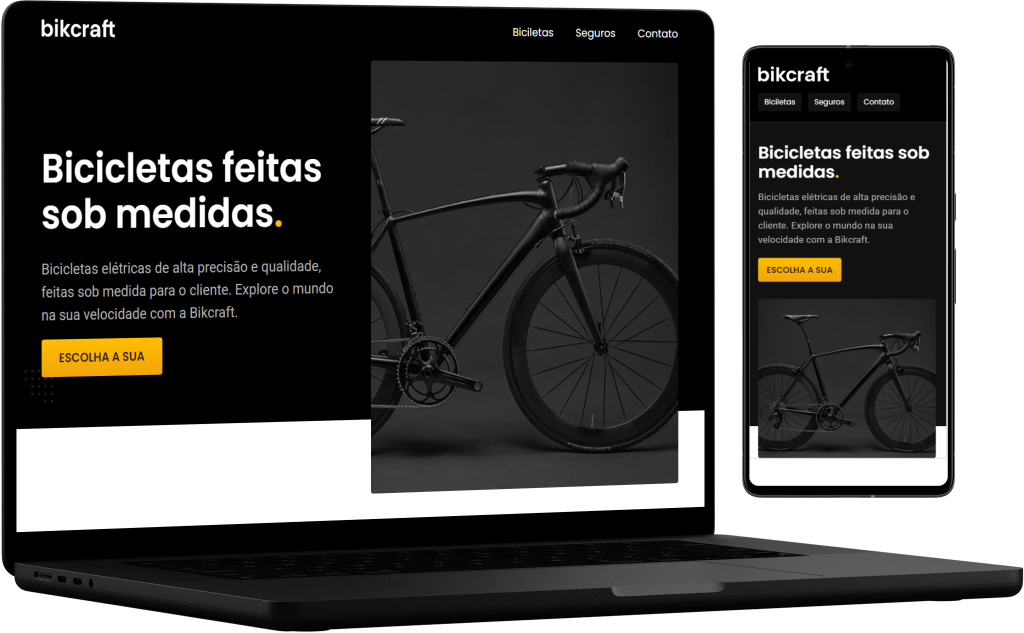 bikcraft
Biciletas
Seguros
Contato
Bicicletas feitas
sob medidas.
Bicicletas elétricas de alta precisão e qualidade,
feitas sob medida para o cliente. Explore o mundo
na sua velocidade com a Bikcraft.
ESCOLHA A SUA
bikcraft
Biciletas
Seguros
Contato
Bicicletas feitas sob
medidas.
Bicicletas elétricas de alta precisão e
qualidade, feitas sob medida para o
cliente. Explore o mundo na sua
velocidade com a Bikcraft.
ESCOLHA A SUA